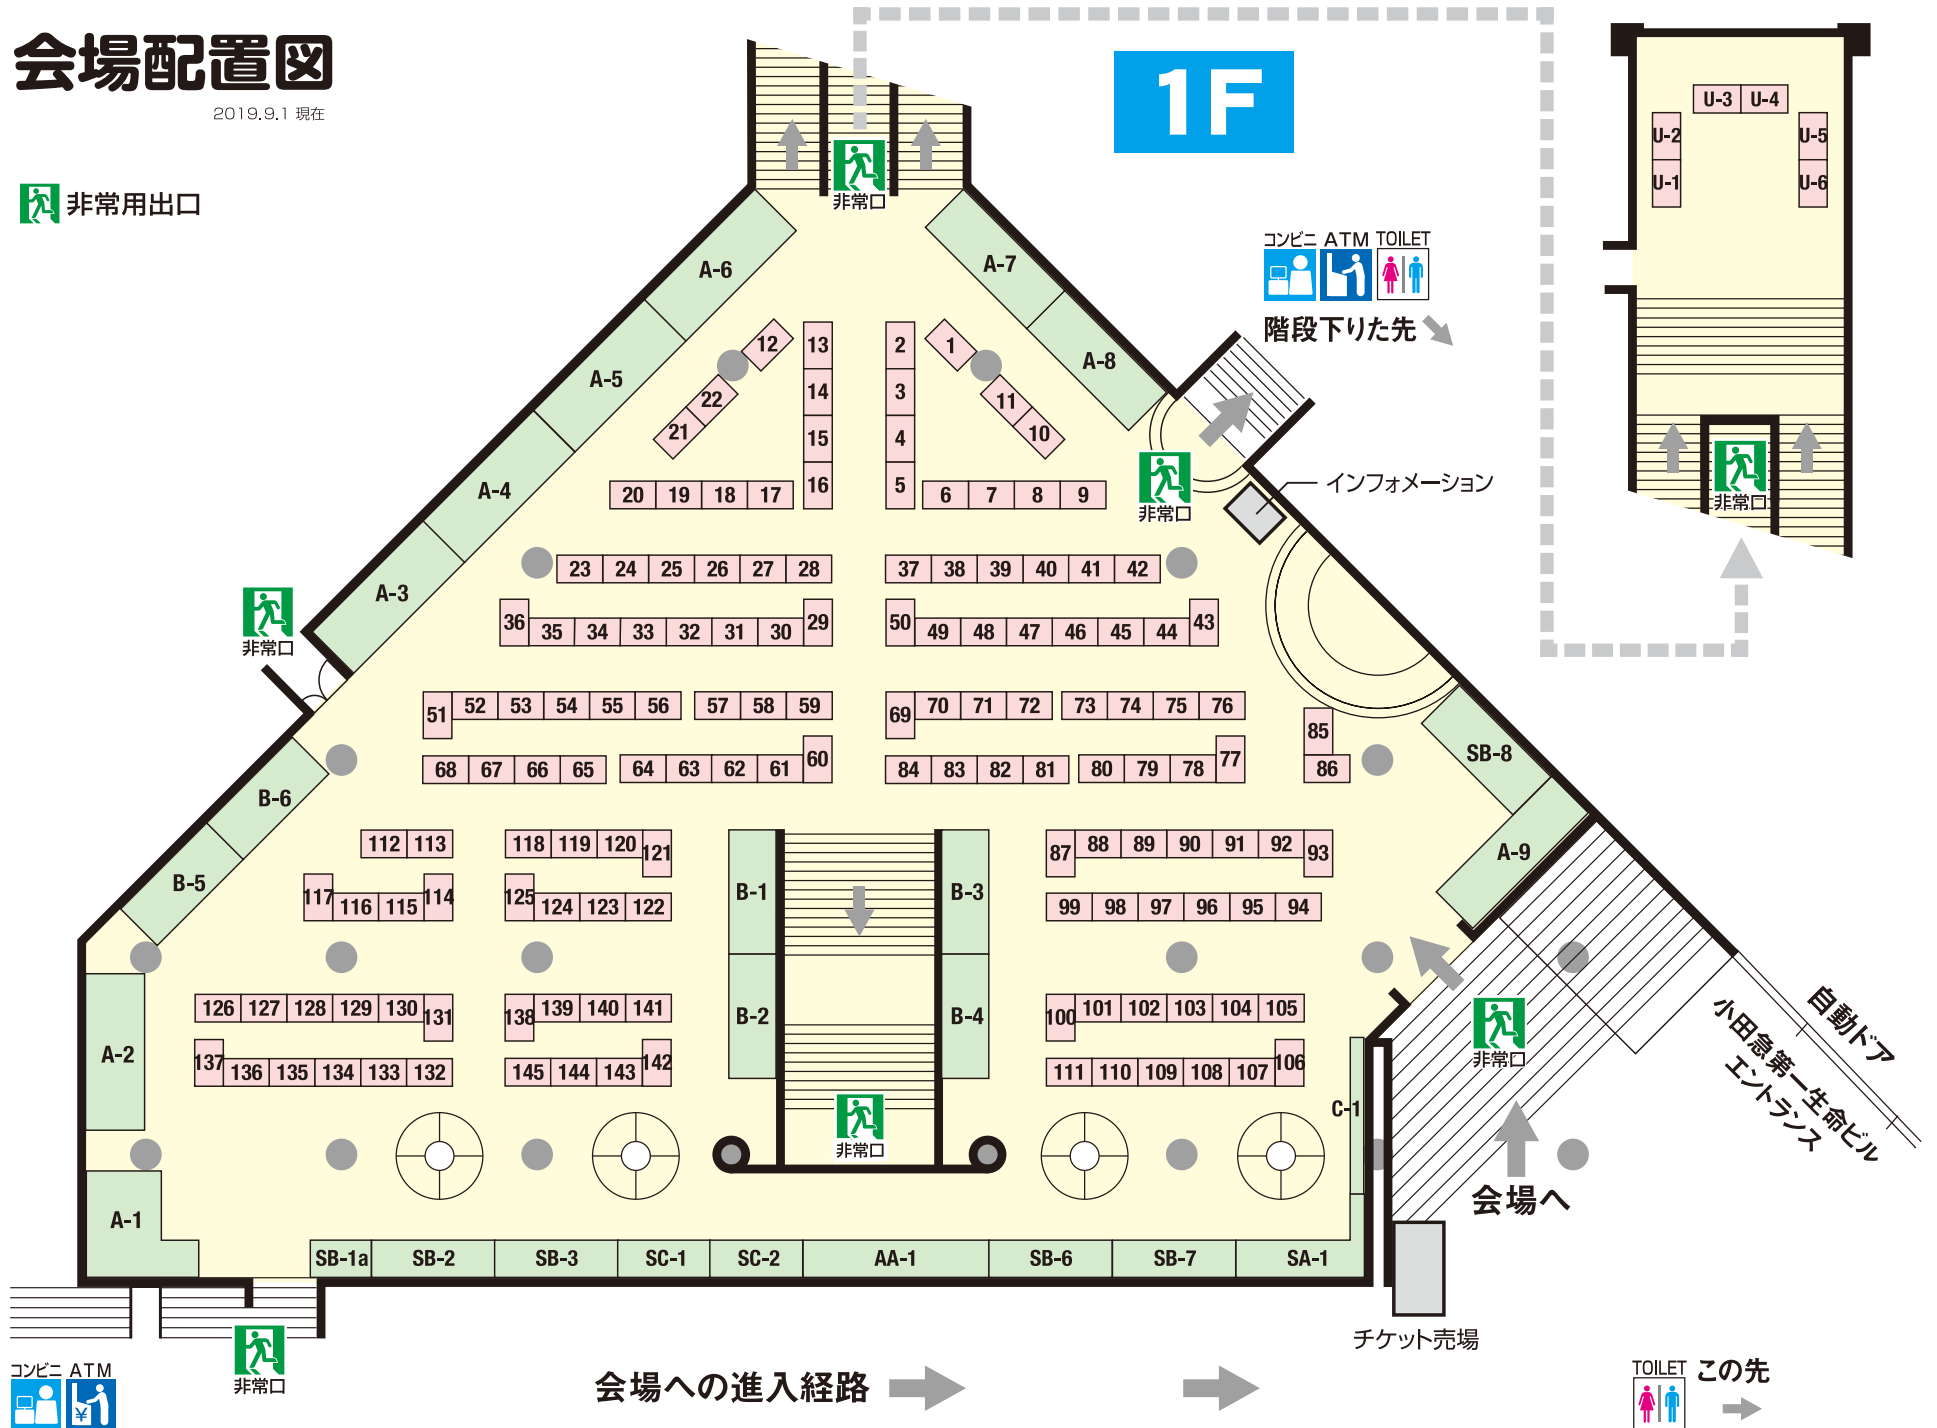 会場配置図
2019.9.1 現在
1F
非常用出口
非常口
U-3 U-4
U-2 U-5
U-1 U-6
非常口
コンビニ ATM TOILET
階段下りた先
インフォメーション
非常口
非常口
A-6
A-7
A-5
A-8
A-4
A-3
12 13 2 1
22 14 3 11
21 15 4 10
20 19 18 17 16 5 6 7 8 9
23 24 25 26 27 28 37 38 39 40 41 42
36 35 34 33 32 31 30 29 50 49 48 47 46 45 44 43
51 52 53 54 55 56 57 58 59 69 70 71 72 73 74 75 76 85
68 67 66 65 64 63 62 61 60 84 83 82 81 80 79 78 77 86
SB-8
B-6
A-9
B-5
112 113 118 119 120 121 87 88 89 90 91 92 93
117 116 115 114 125 124 123 122 99 98 97 96 95 94
B-1 B-3
B-2 B-4
126 127 128 129 130 131 138 139 140 141 100 101 102 103 104 105
137 136 135 134 133 132 145 144 143 142 111 110 109 108 107 106
A-2
C-1
非常口
非常口
自動ドア
小田急第一生命ビル
エントランス
会場へ
A-1
SB-1a SB-2 SB-3 SC-1 SC-2 AA-1 SB-6 SB-7 SA-1
チケット売場
非常口
コンビニ ATM
¥
会場への進入経路
TOILET この先